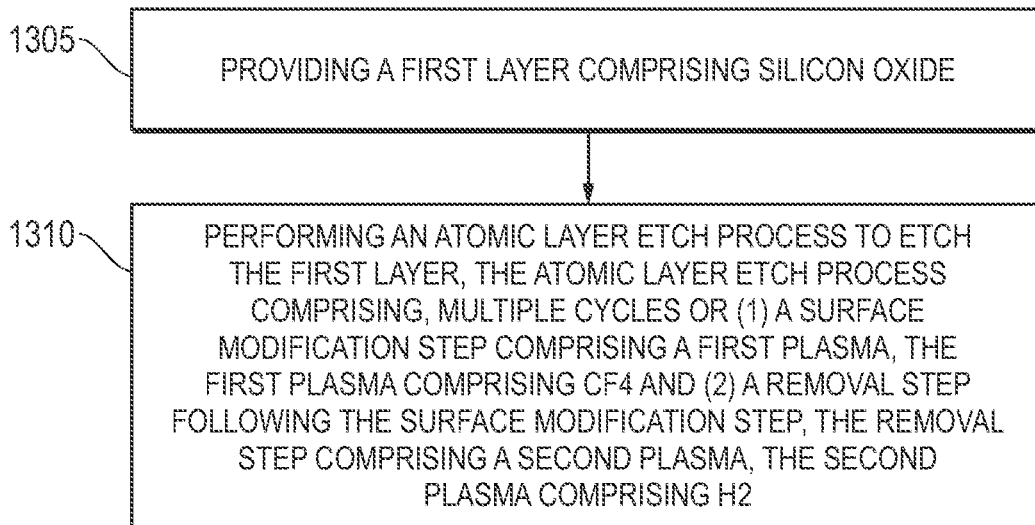 1305
PROVIDING A FIRST LAYER COMPRISING SILICON OXIDE
1310
PERFORMING AN ATOMIC LAYER ETCH PROCESS TO ETCH
THE FIRST LAYER, THE ATOMIC LAYER ETCH PROCESS
COMPRISING, MULTIPLE CYCLES OR (1) A SURFACE
MODIFICATION STEP COMPRISING A FIRST PLASMA, THE
FIRST PLASMA COMPRISING CF4 AND (2) A REMOVAL STEP
FOLLOWING THE SURFACE MODIFICATION STEP, THE REMOVAL
STEP COMPRISING A SECOND PLASMA, THE SECOND
PLASMA COMPRISING H2